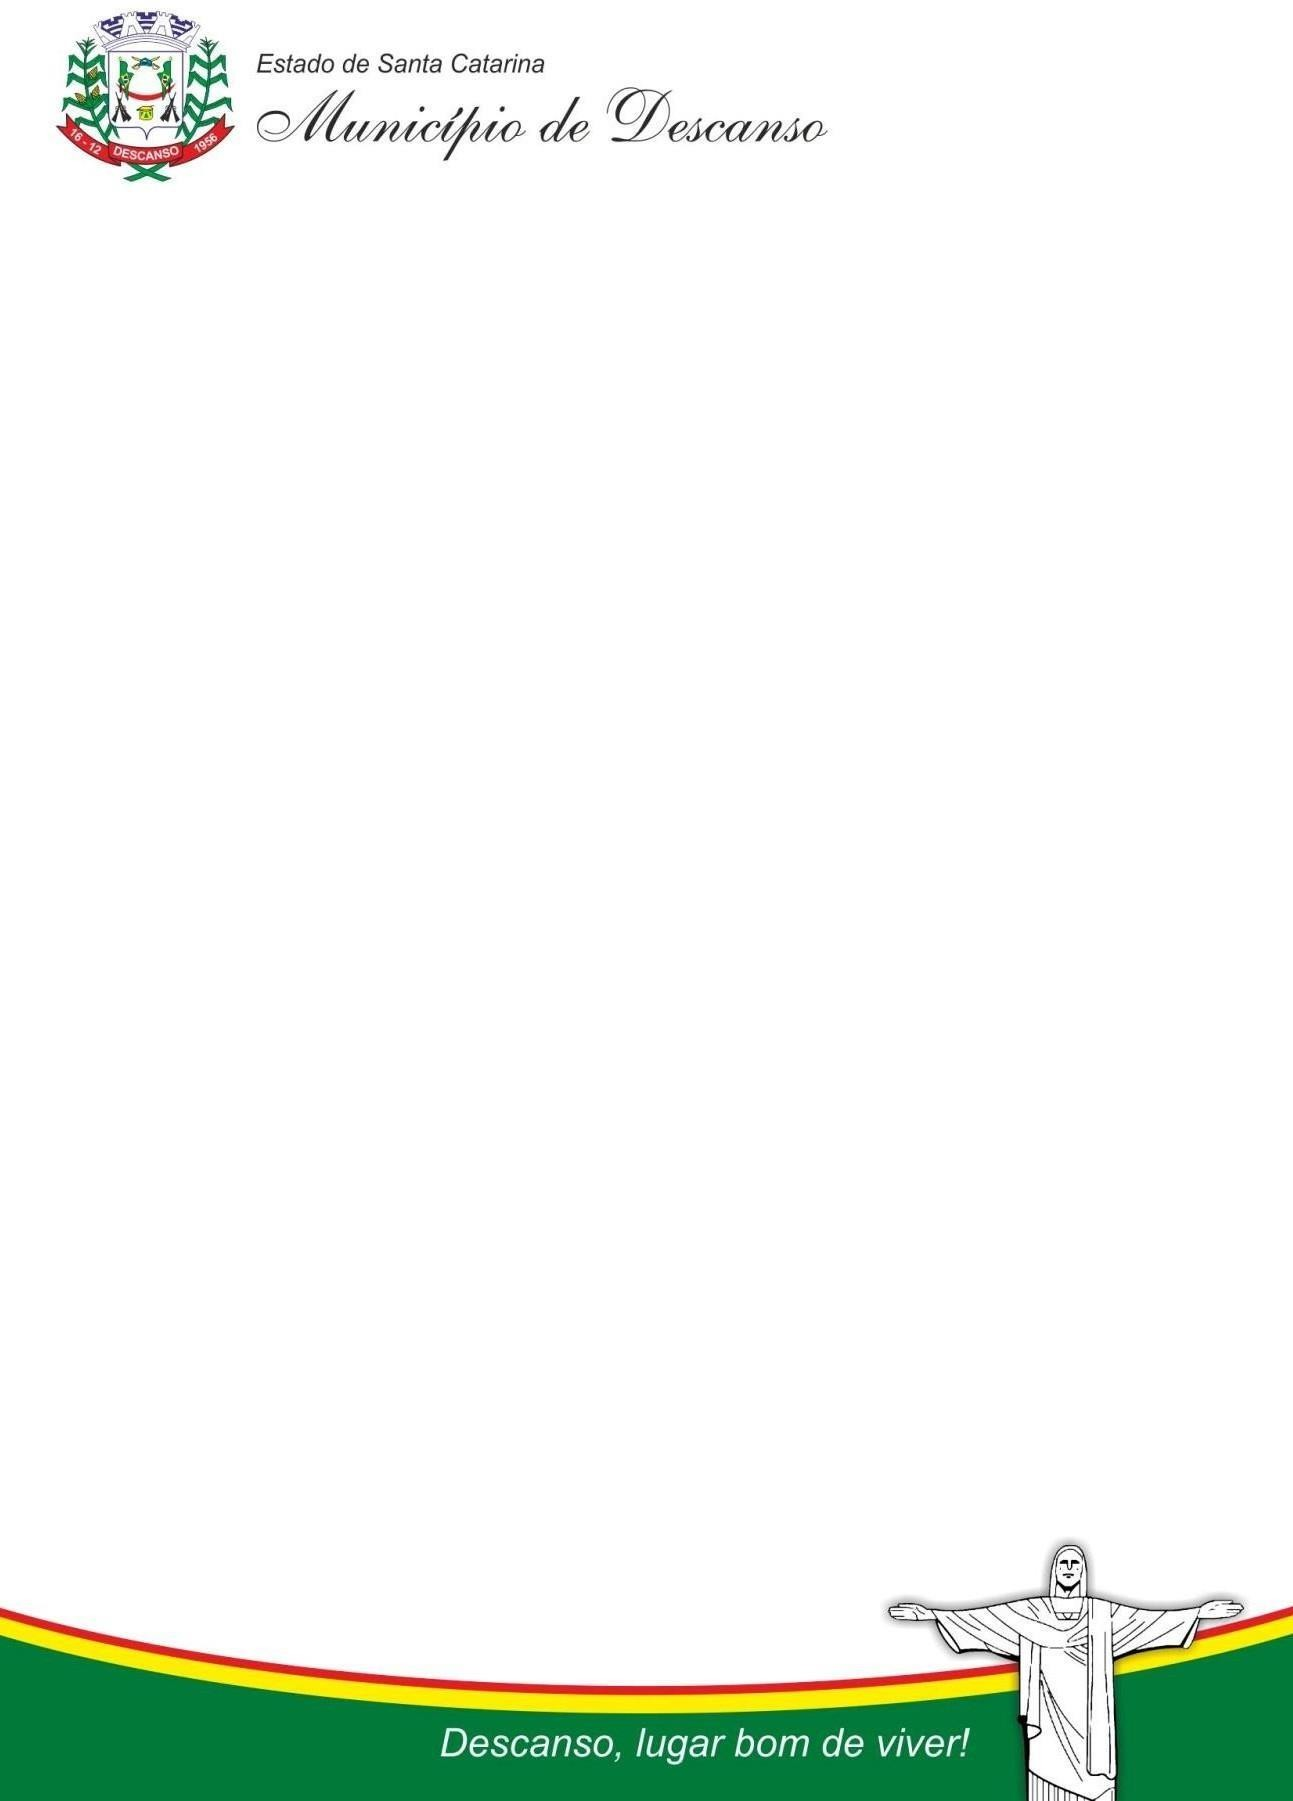 Estado de Santa Catarina
Município de Descanso
16 - 12 DESCANSO 1956
Descanso, lugar bom de viver!